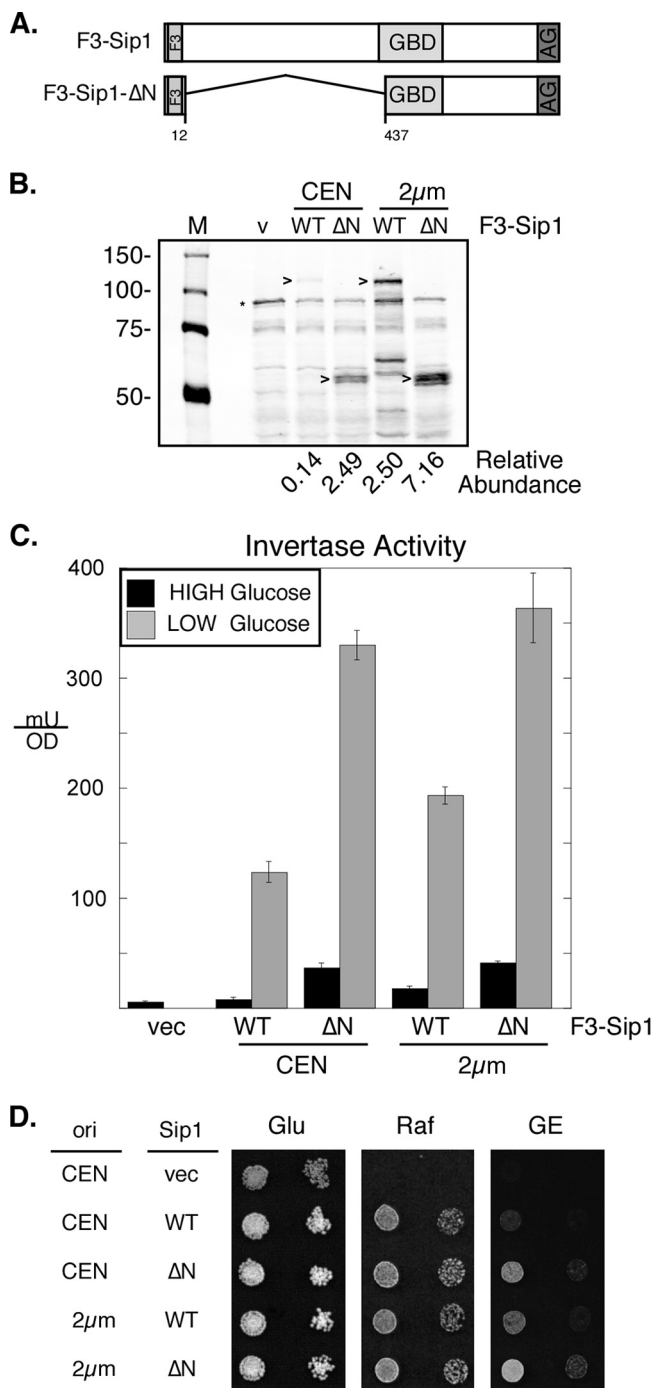 A.
F3-Sip1 F3 GBD AG
F3-Sip1-ΔN F3 GBD AG
12 437
B.
CEN 2µm
M v WT ΔN WT ΔN F3-Sip1
150-
100-
75-
50-
> >
*
> >
0.14 2.49 2.50 7.16 Relative
Abundance
C.
Invertase Activity
HIGH Glucose
LOW Glucose
400
300
200
100
mU
OD
vec WT ΔN WT ΔN F3-Sip1
CEN 2µm
D.
ori Sip1 Glu Raf GE
CEN vec
CEN WT
CEN ΔN
2µm WT
2µm ΔN